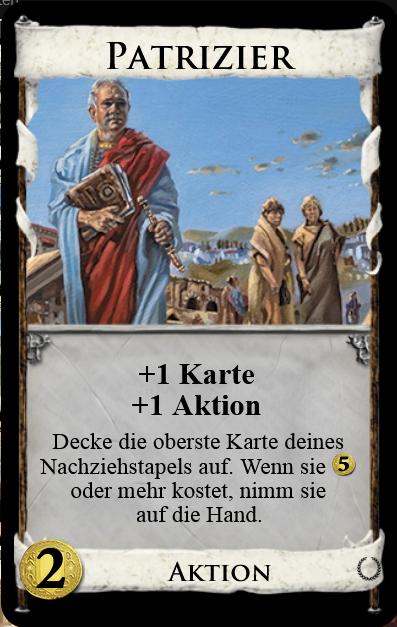 PATRIZIER
+1 Karte
+1 Aktion
Decke die oberste Karte deines
Nachziehstapels auf. Wenn sie 5
oder mehr kostet, nimm sie
auf die Hand.
2
AKTION